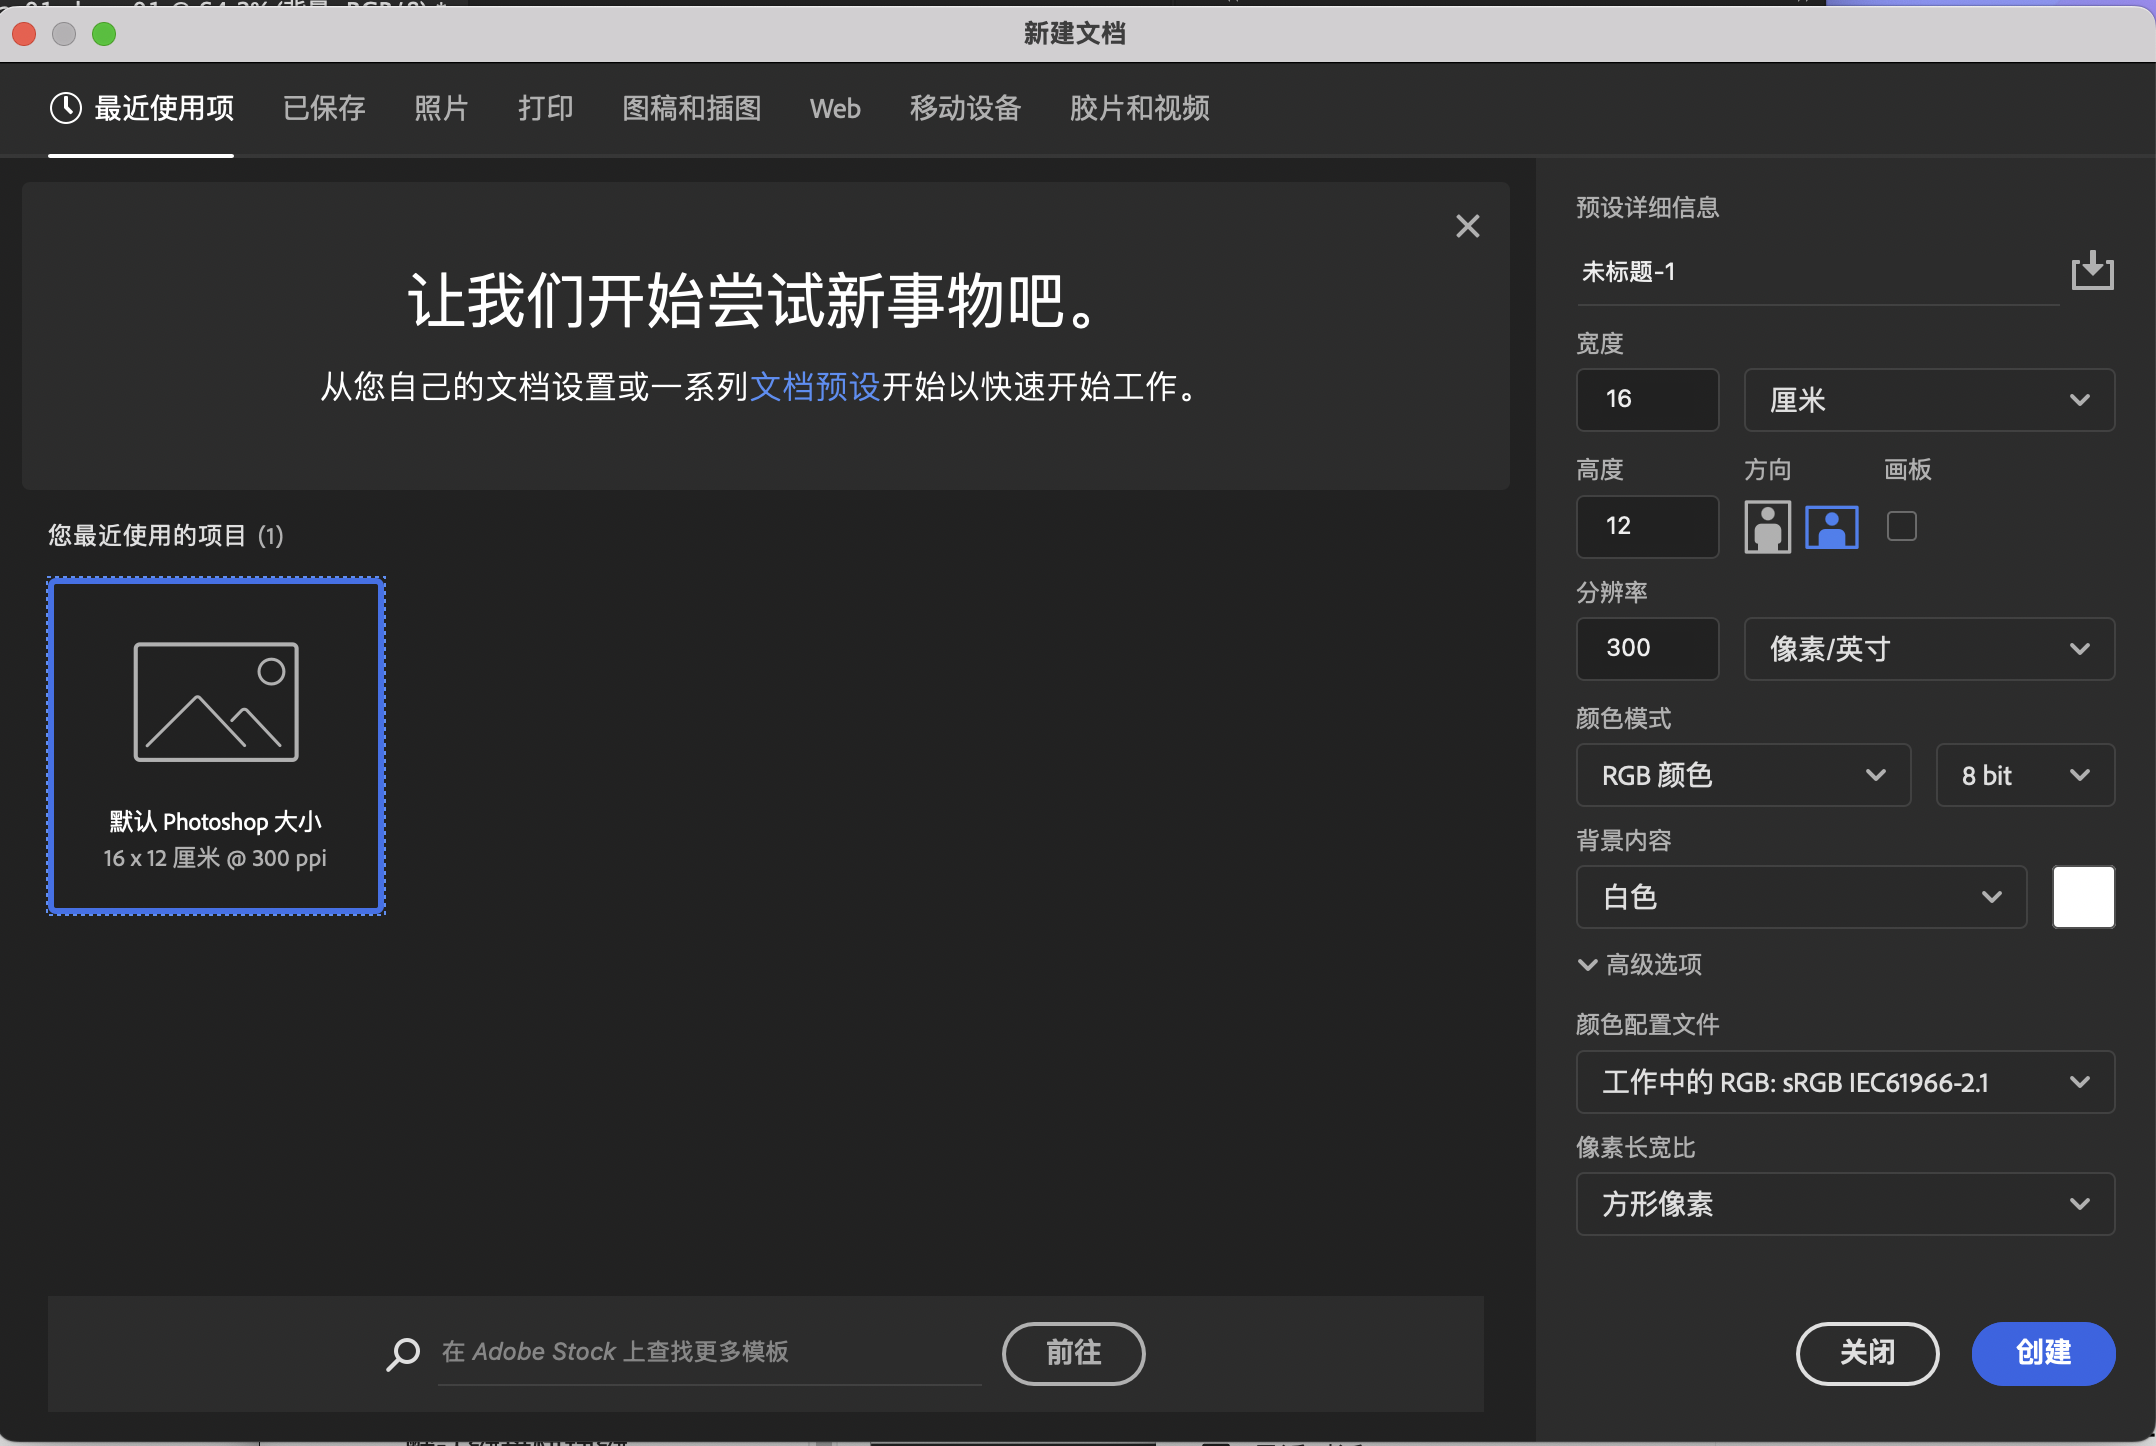 新建文档
最近使用项 已保存 照片 打印 图稿和插图 Web 移动设备 胶片和视频
让我们开始尝试新事物吧。
从您自己的文档设置或一系列文档预设开始以快速开始工作。
您最近使用的项目 (1)
默认 Photoshop 大小
16 x 12 厘米 @ 300 ppi
在 Adobe Stock 上查找更多模板
前往
预设详细信息
未标题-1
宽度
16 厘米
高度 方向 画板
12
分辨率
300 像素/英寸
颜色模式
RGB 颜色 8 bit
背景内容
白色
高级选项
颜色配置文件
工作中的 RGB: sRGB IEC61966-2.1
像素长宽比
方形像素
关闭 创建